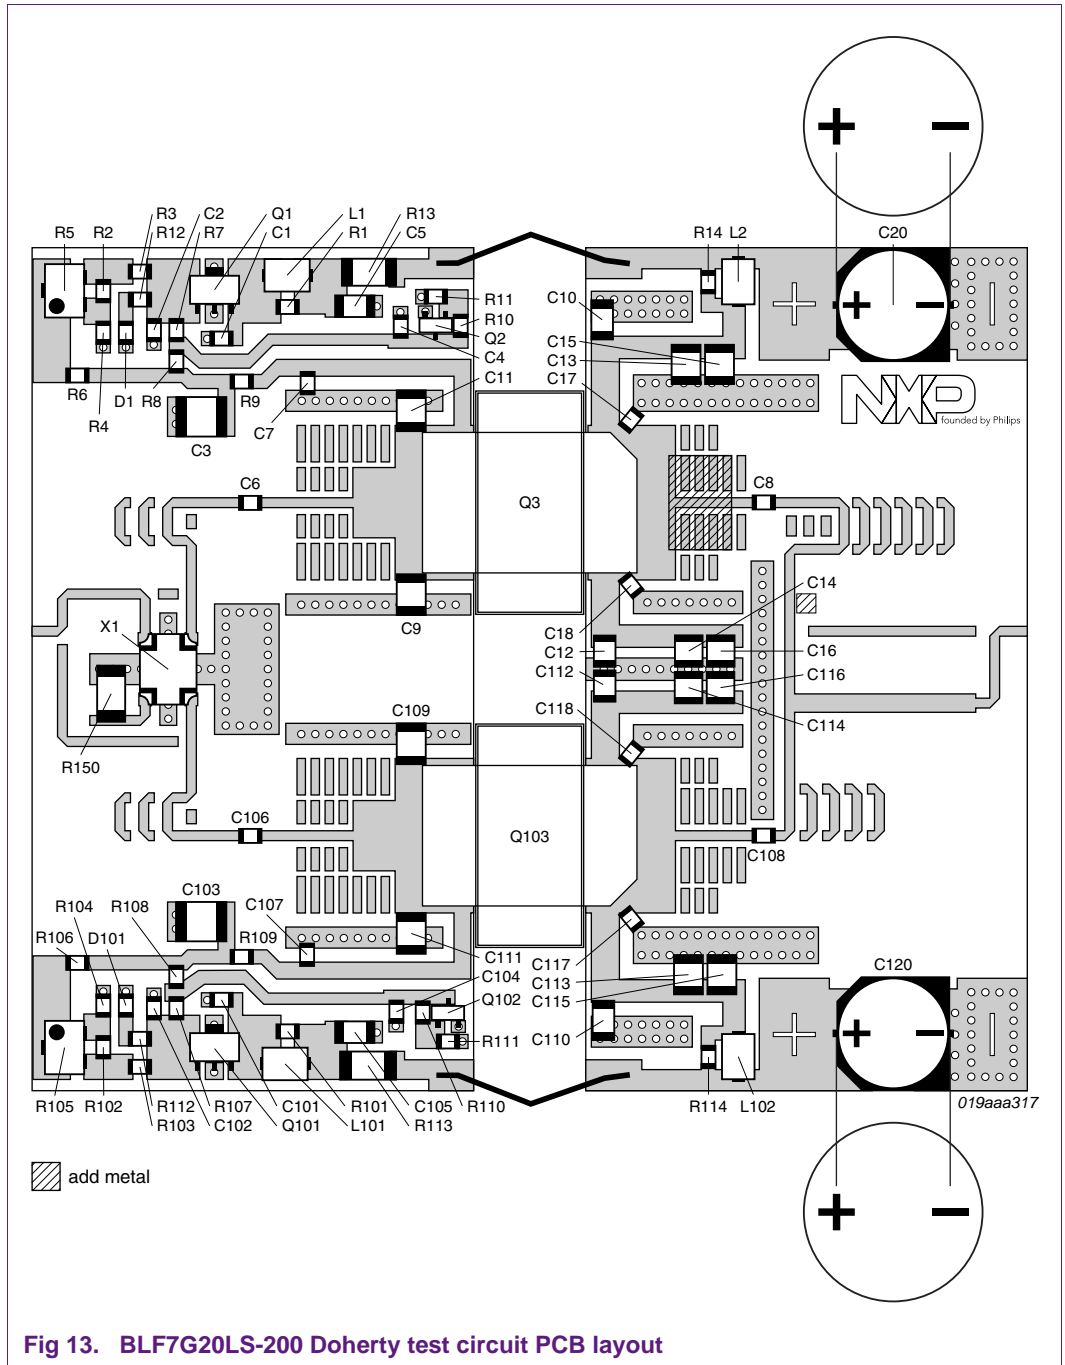 R3 C2 Q1 L1 R13
R5 R2 R12 R7 C1 R1 C5 R14 L2 C20
R11
R10
Q2
C4
C11
C10
C15
C13
C17
R6 D1 R8 R9
R4 C7
C3
NXP
founded by Philips
C6 Q3 C8
C14
X1 C9 C18
C12 C16
C112 C116
C118 C114
R150 C109
C106 Q103 C108
C103
R104 R108 C107
R106 D101 R109
C111 C117 C120
C104 C113
Q102 C115
R111 C110
R105 R102 R112 R107 C101 R101 C105 R110 R114 L102
R103 C102 Q101 L101 R113
019aaa317
add metal
Fig 13. BLF7G20LS-200 Doherty test circuit PCB layout